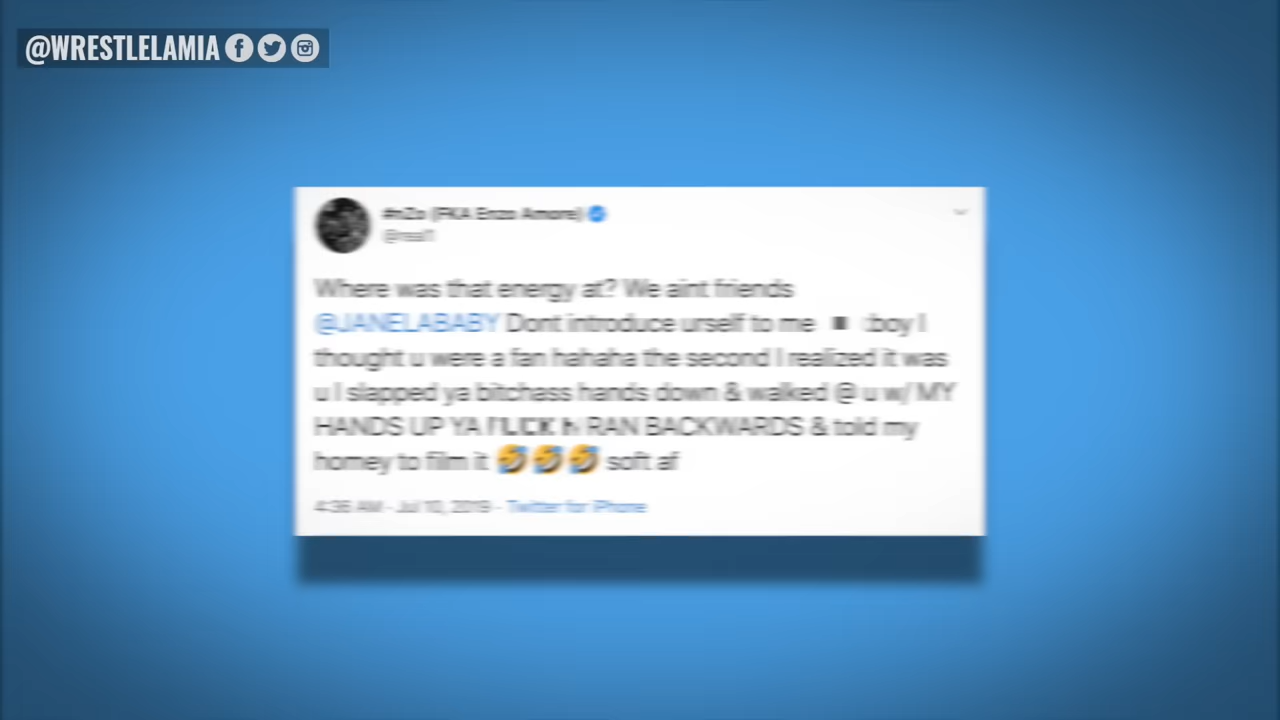 @WRESTLELAMIA
#nZo (FKA Enzo Amore)
@real1
Where was that energy at? We aint friends
@JANELABABY Dont introduce urself to me boy I
thought u were a fan hahaha the second I realized it was
u I slapped ya bitchass hands down & walked @ u w/ MY
HANDS UP YA FUCK N RAN BACKWARDS & told my
homey to film it 🤣🤣🤣 soft af
4:36 AM · Jul 10, 2019 · Twitter for iPhone